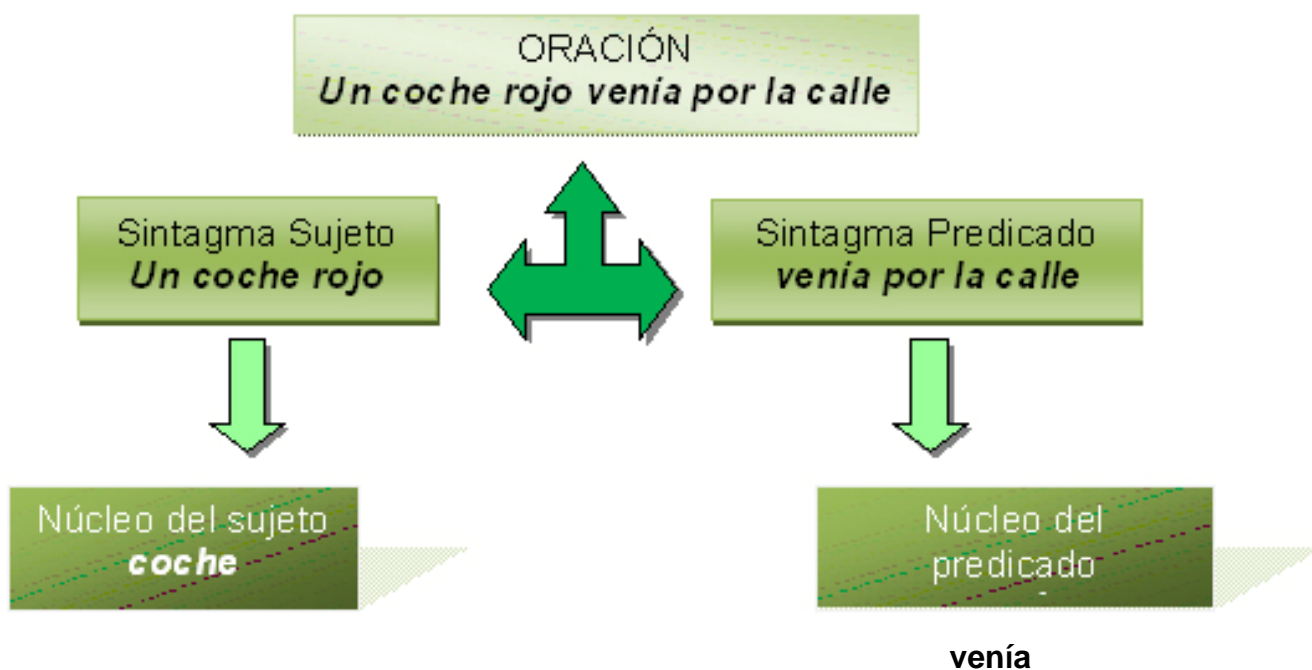 ORACIÓN
Un coche rojo venía por la calle
Sintagma Sujeto
Un coche rojo
Sintagma Predicado
venía por la calle
Núcleo del sujeto
coche
Núcleo del
predicado
venía